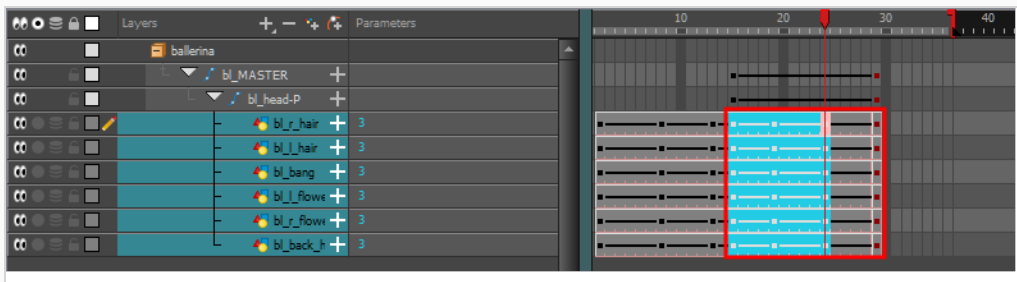 Layers Parameters 10 20 30 40
ballerina
bl_MASTER
bl_head-P
bl_r_hair 3
bl_l_hair 3
bl_bang 3
bl_l_flowe 3
bl_r_flowe 3
bl_back_h 3